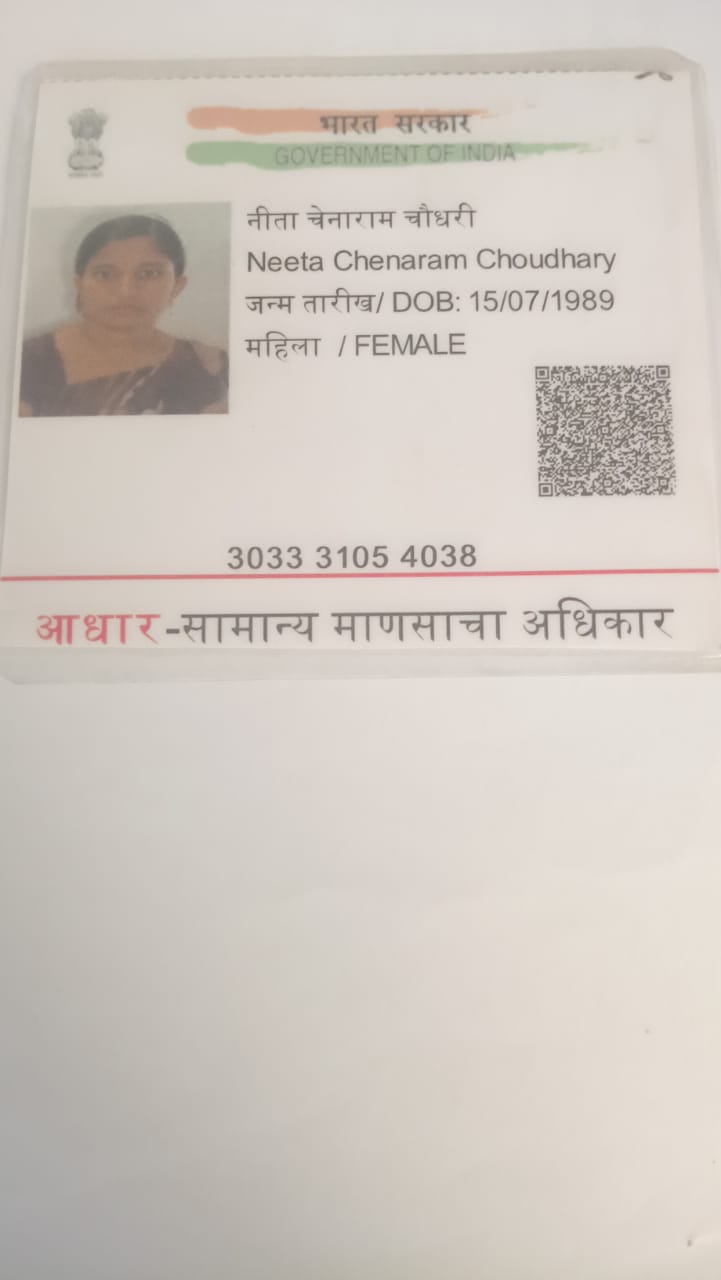 भारत सरकार
GOVERNMENT OF INDIA
नीता चेनाराम चौधरी
Neeta Chenaram Choudhary
जन्म तारीख/ DOB: 15/07/1989
महिला / FEMALE
3033 3105 4038
आधार-सामान्य माणसाचा अधिकार